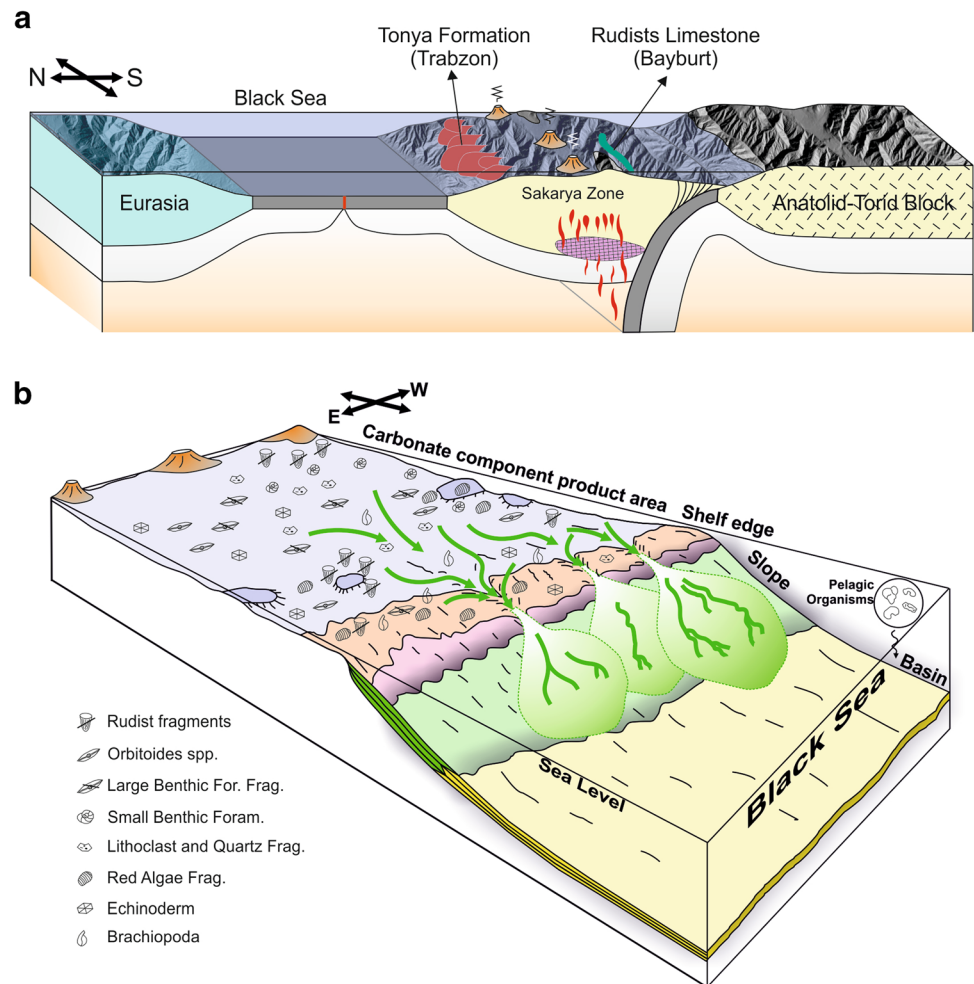 a
Tonya Formation
(Trabzon)
Rudists Limestone
(Bayburt)
N S
Black Sea
Eurasia
Sakarya Zone
Anatolid-Torid Block
b
E W
Carbonate component product area
Shelf edge
Slope
Pelagic
Organisms
Basin
Black Sea
Sea Level
Rudist fragments
Orbitoides spp.
Large Benthic For. Frag.
Small Benthic Foram.
Lithoclast and Quartz Frag.
Red Algae Frag.
Echinoderm
Brachiopoda